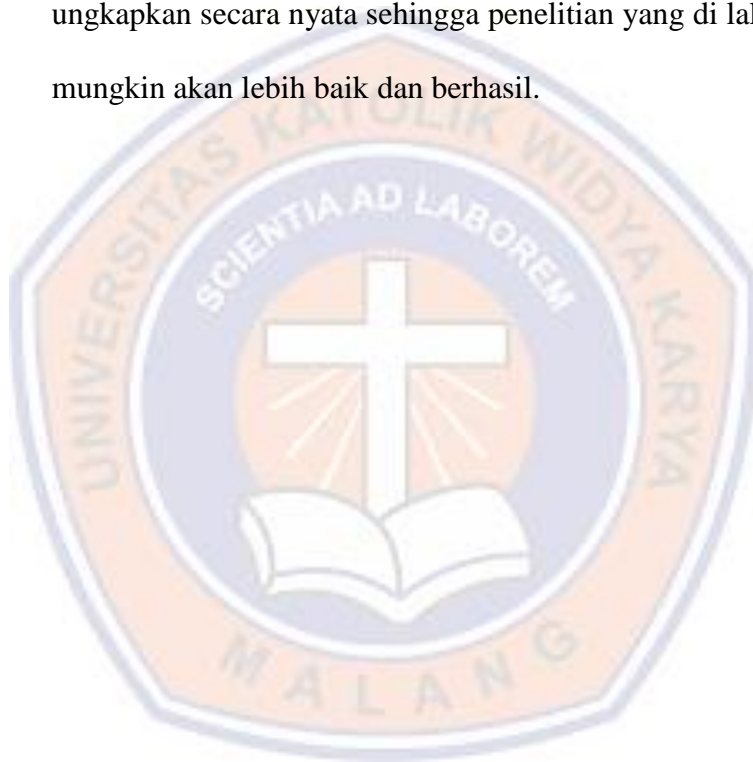 ungkapkan secara nyata sehingga penelitian yang di
mungkin akan lebih baik dan berhasil.
UNIVERSITAS KATOLIK WIDYA KARYA
SCIENTIA AD LABOREM
MALANG